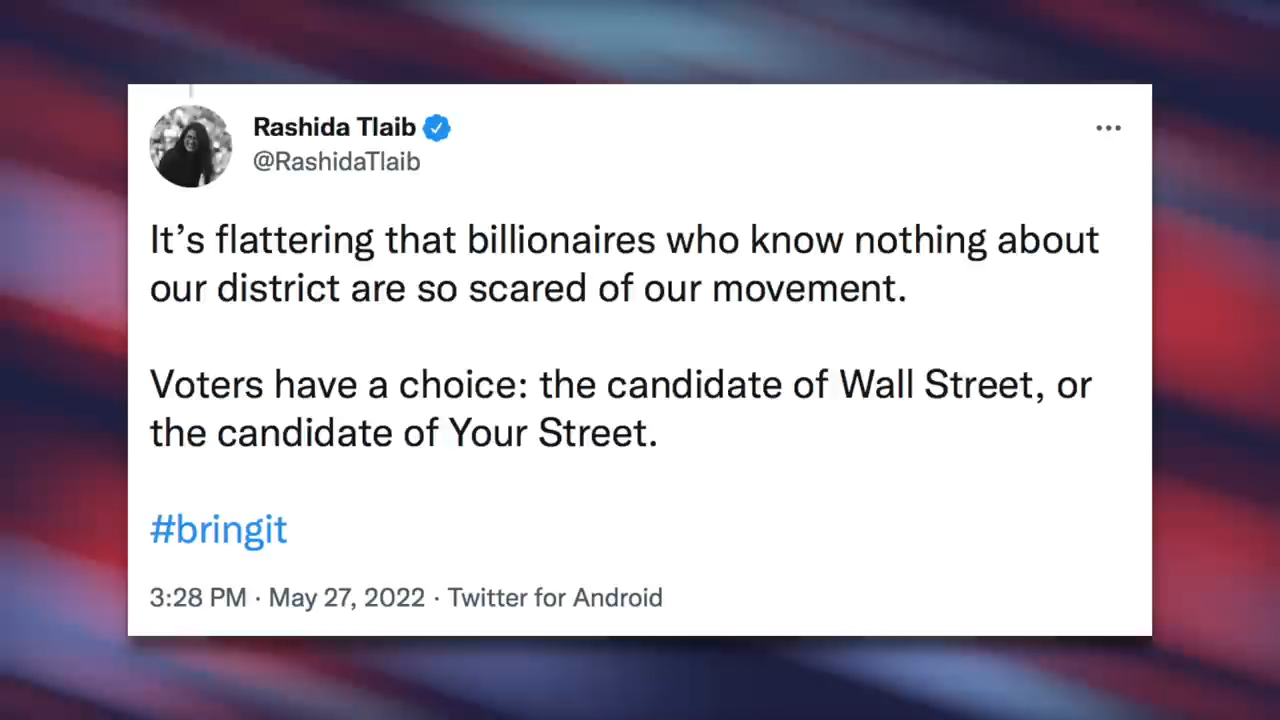 Rashida Tlaib
@RashidaTlaib
It’s flattering that billionaires who know nothing about
our district are so scared of our movement.
Voters have a choice: the candidate of Wall Street, or
the candidate of Your Street.
#bringit
3:28 PM · May 27, 2022 · Twitter for Android